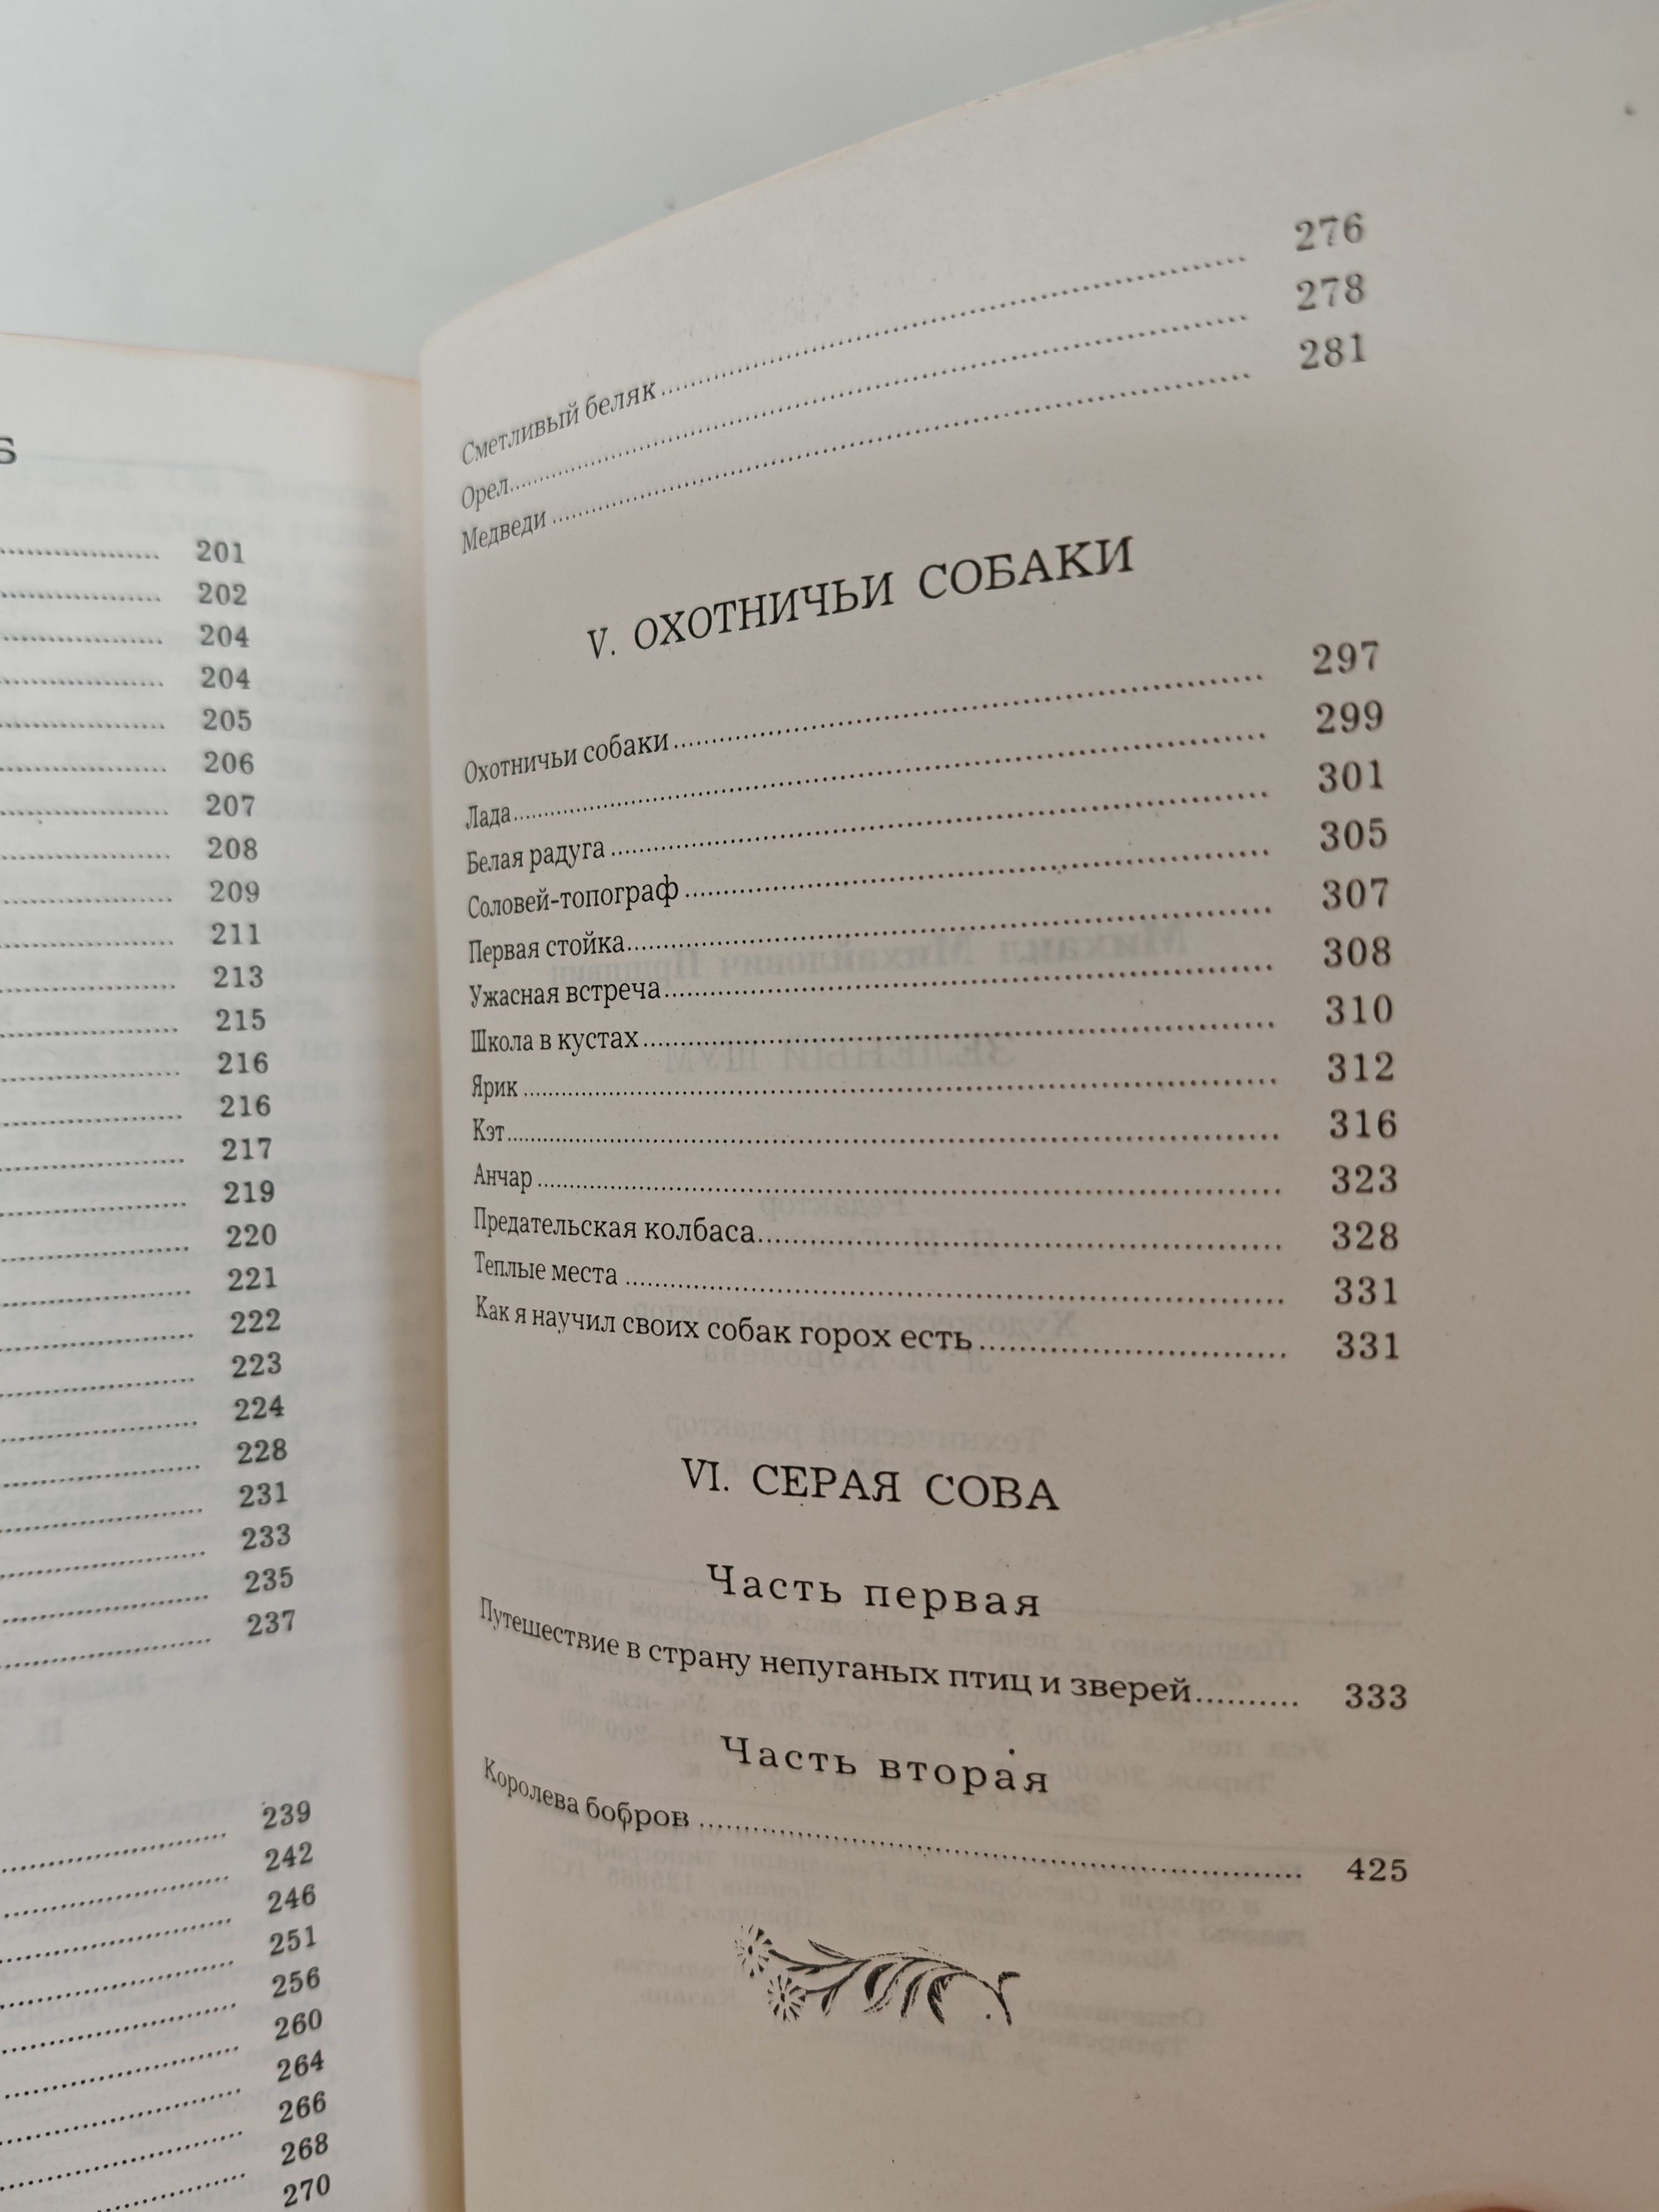 201
202
204
204
205
206
207
208
209
211
213
215
216
216
217
219
220
221
222
223
224
228
231
233
235
237
239
242
246
251
256
260
264
266
268
270
Сметливый беляк 276
Орел 278
Медведи 281
V. ОХОТНИЧЬИ СОБАКИ
Охотничьи собаки 297
Лада 299
Белая радуга 301
Соловей-топограф 305
Первая стойка 307
Ужасная встреча 308
Школа в кустах 310
Ярик 312
Кэт 316
Анчар 323
Предательская колбаса 328
Теплые места 331
Как я научил своих собак горох есть 331
VI. СЕРАЯ СОВА
Часть первая
Путешествие в страну непуганых птиц и зверей 333
Часть вторая
Королева бобров 425